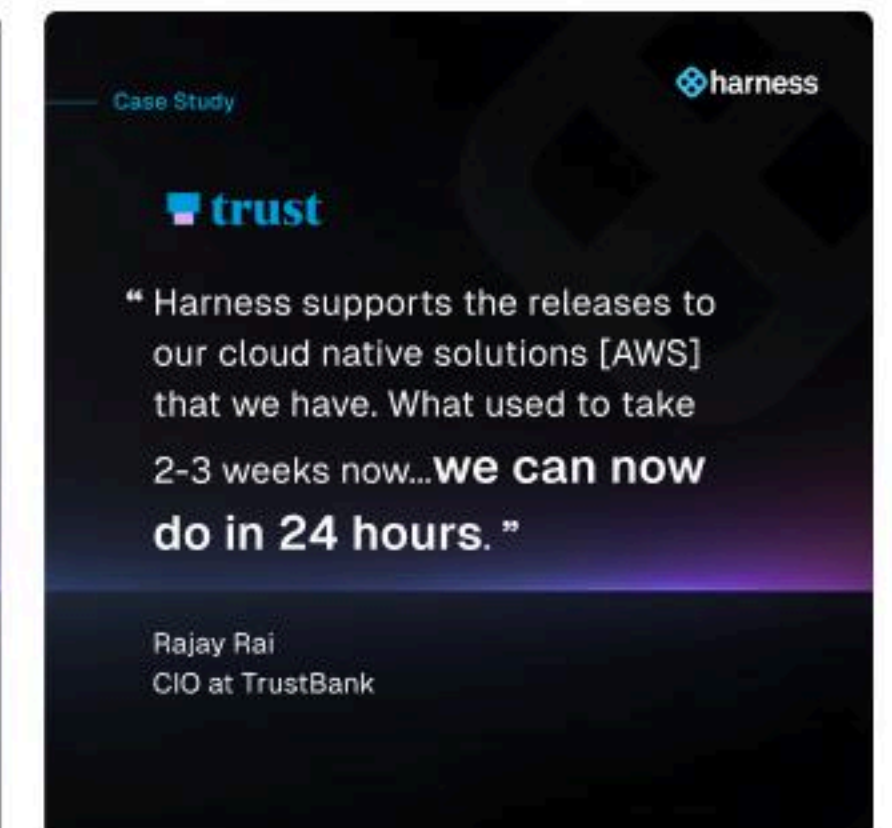 Case Study
harness
trust
“ Harness supports the releases to
our cloud native solutions [AWS]
that we have. What used to take
2-3 weeks now...we can now
do in 24 hours. ”
Rajay Rai
CIO at TrustBank